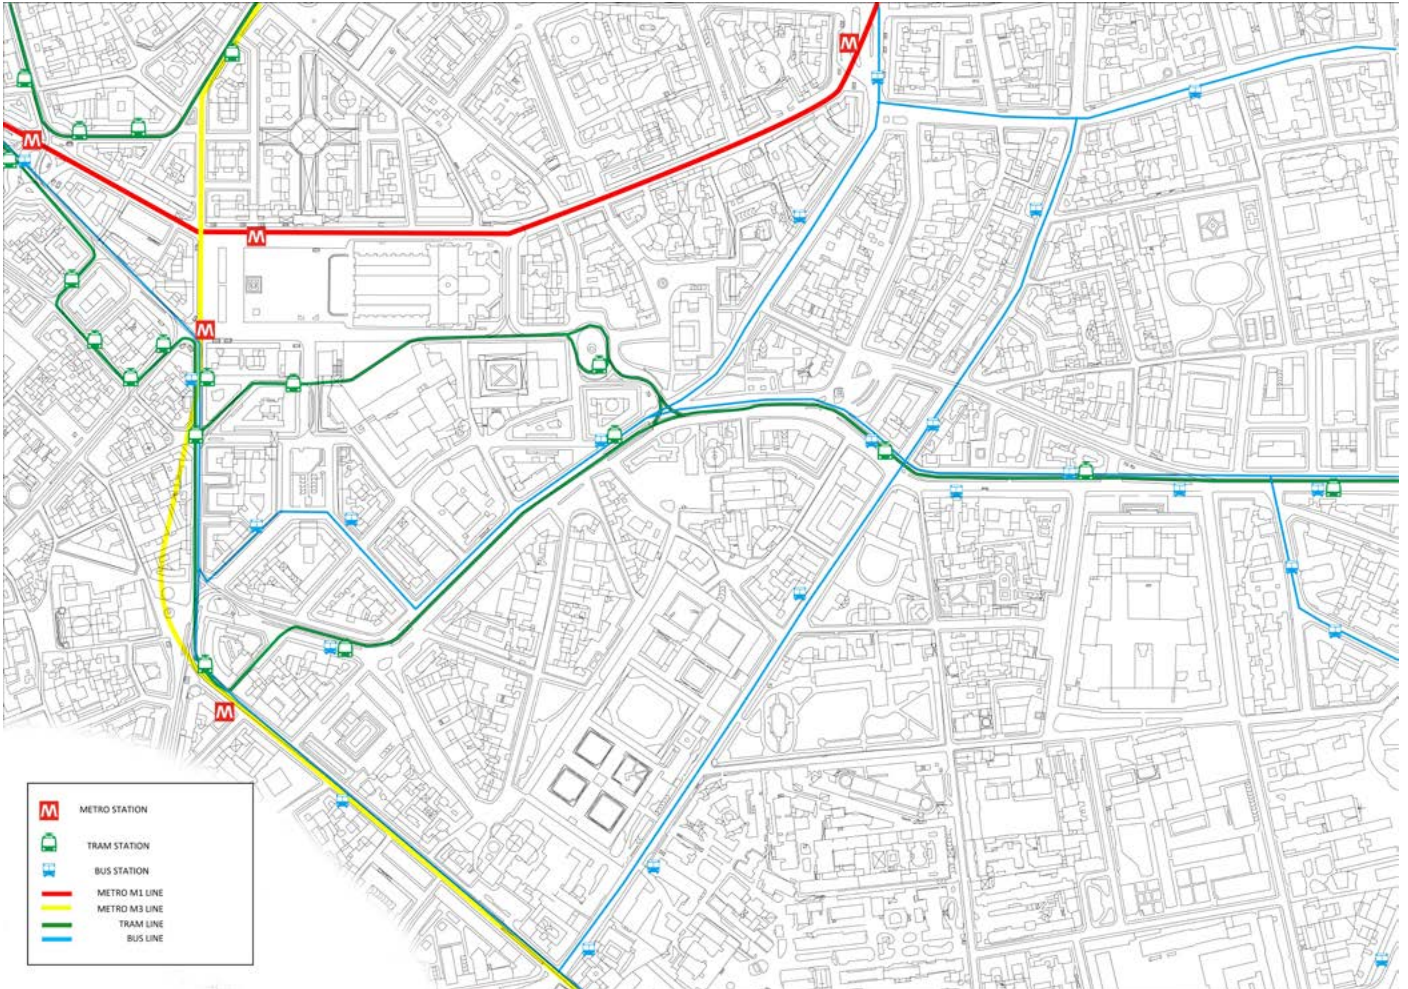 M
M
M
M
M
M METRO STATION
TRAM STATION
BUS STATION
METRO M1 LINE
METRO M3 LINE
TRAM LINE
BUS LINE